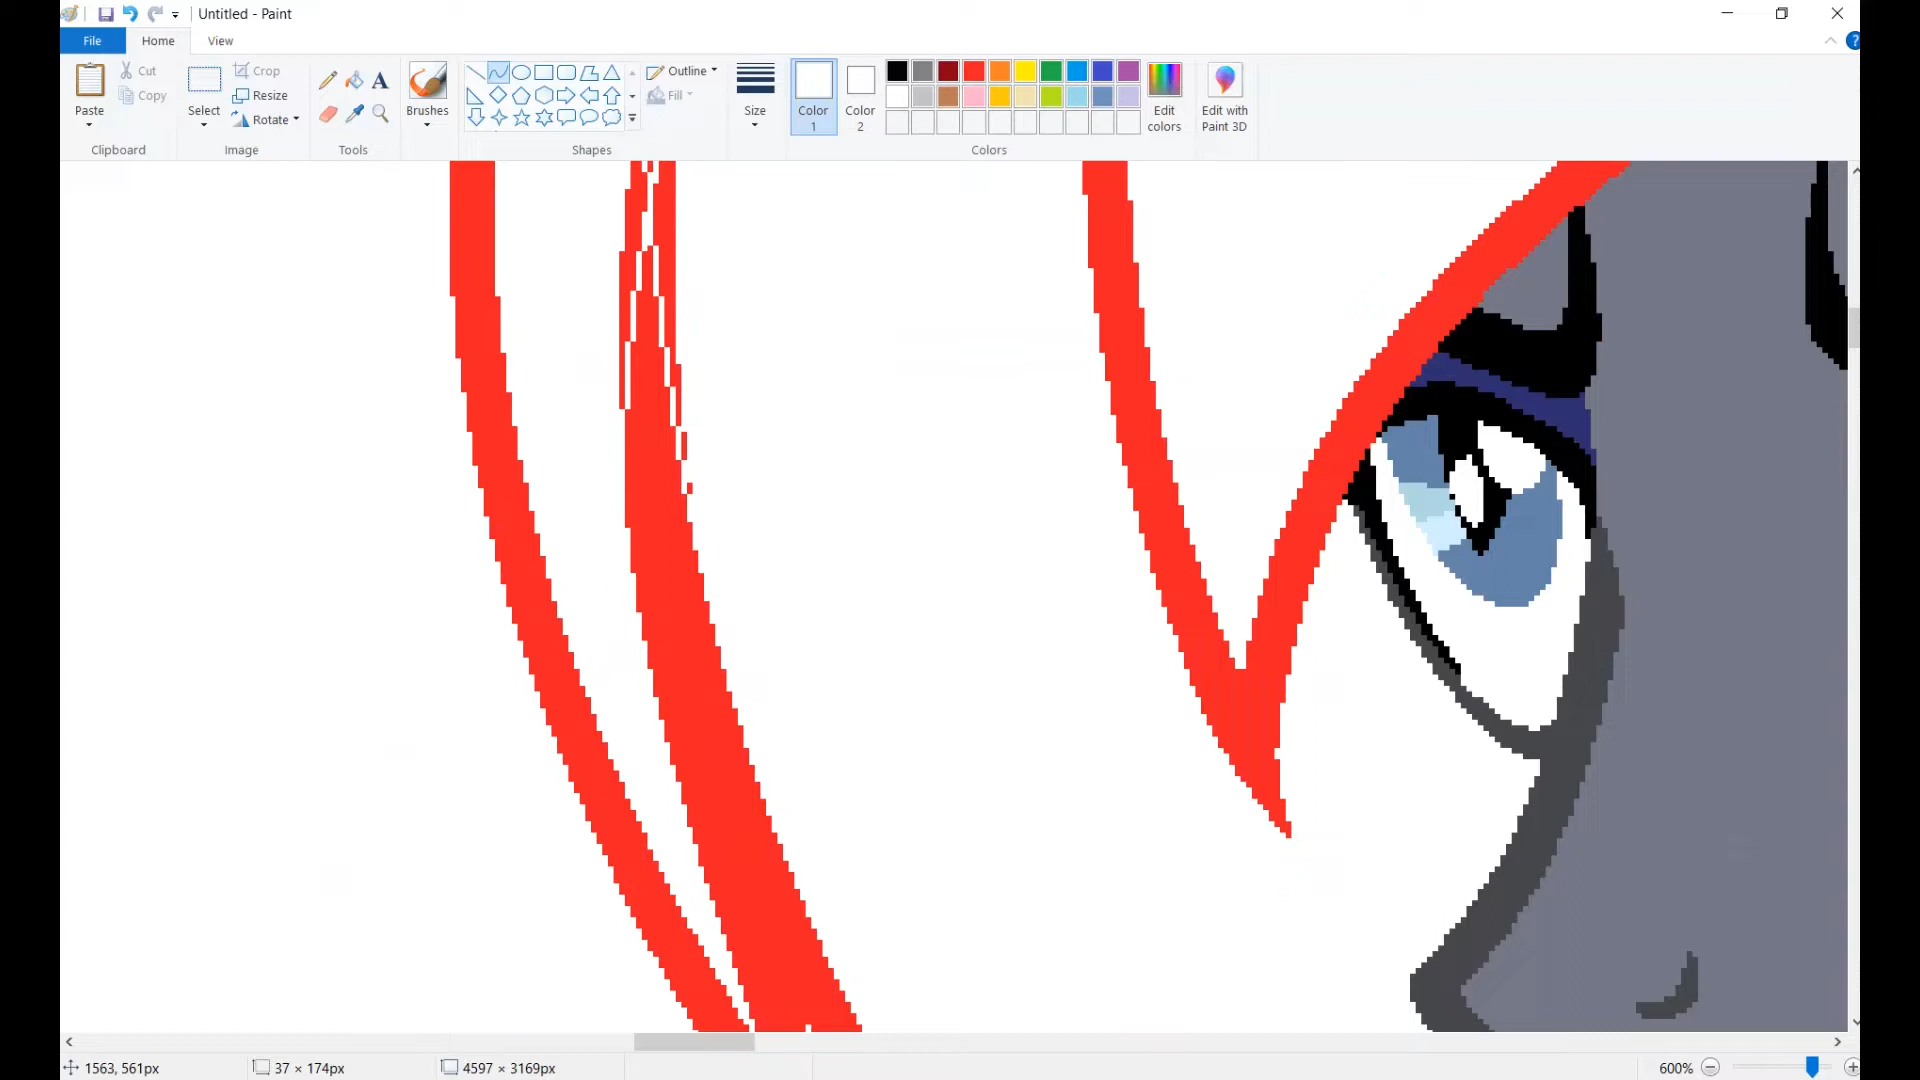 Untitled - Paint
File Home View
Paste
Cut
Copy
Clipboard
Select
Crop
Resize
Rotate
Image
A
Tools
Brushes
Shapes
Outline
Fill
Size
Color 1
Color 2
Edit colors
Colors
Edit with Paint 3D
?
1563, 561px
37 × 174px
4597 × 3169px
600%